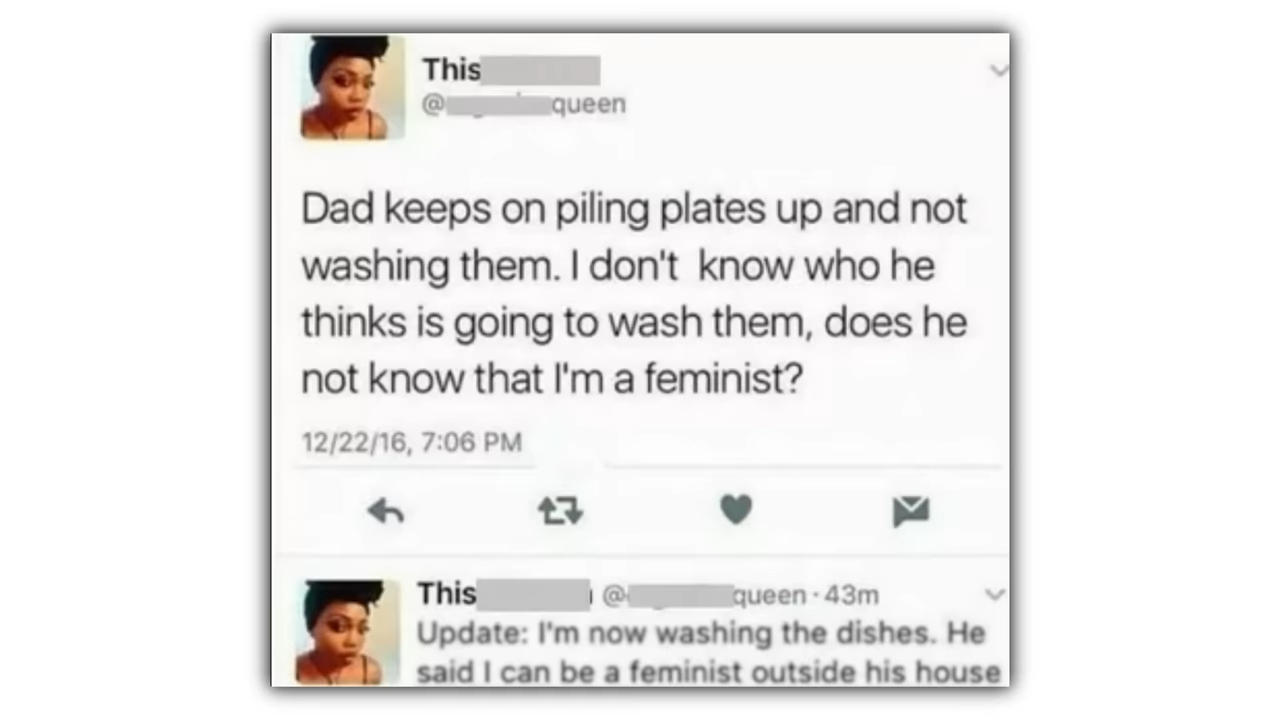 This
@ queen
Dad keeps on piling plates up and not
washing them. I don't know who he
thinks is going to wash them, does he
not know that I'm a feminist?
12/22/16, 7:06 PM
This @ queen · 43m
Update: I'm now washing the dishes. He
said I can be a feminist outside his house